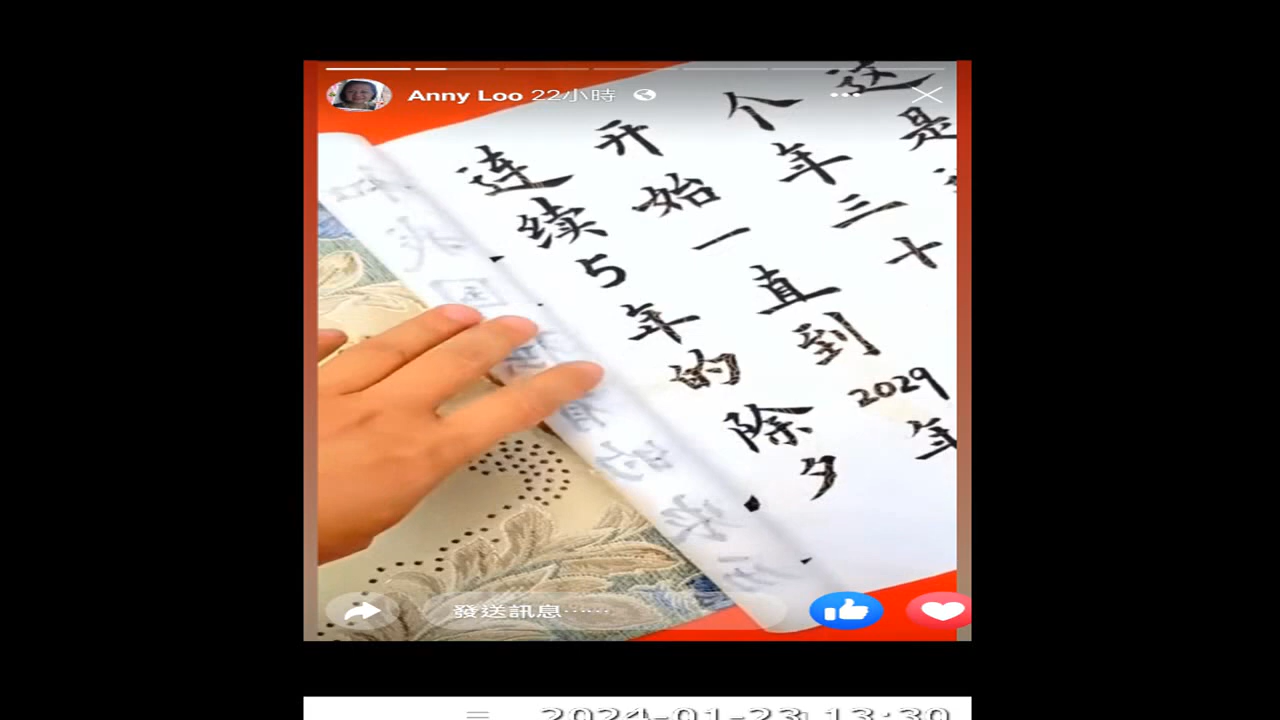 Anny Loo 22小時
这是
个年三十
开始一直到2029年
连续5年的除夕
發送訊息⋯⋯
2024-01-23 13:30